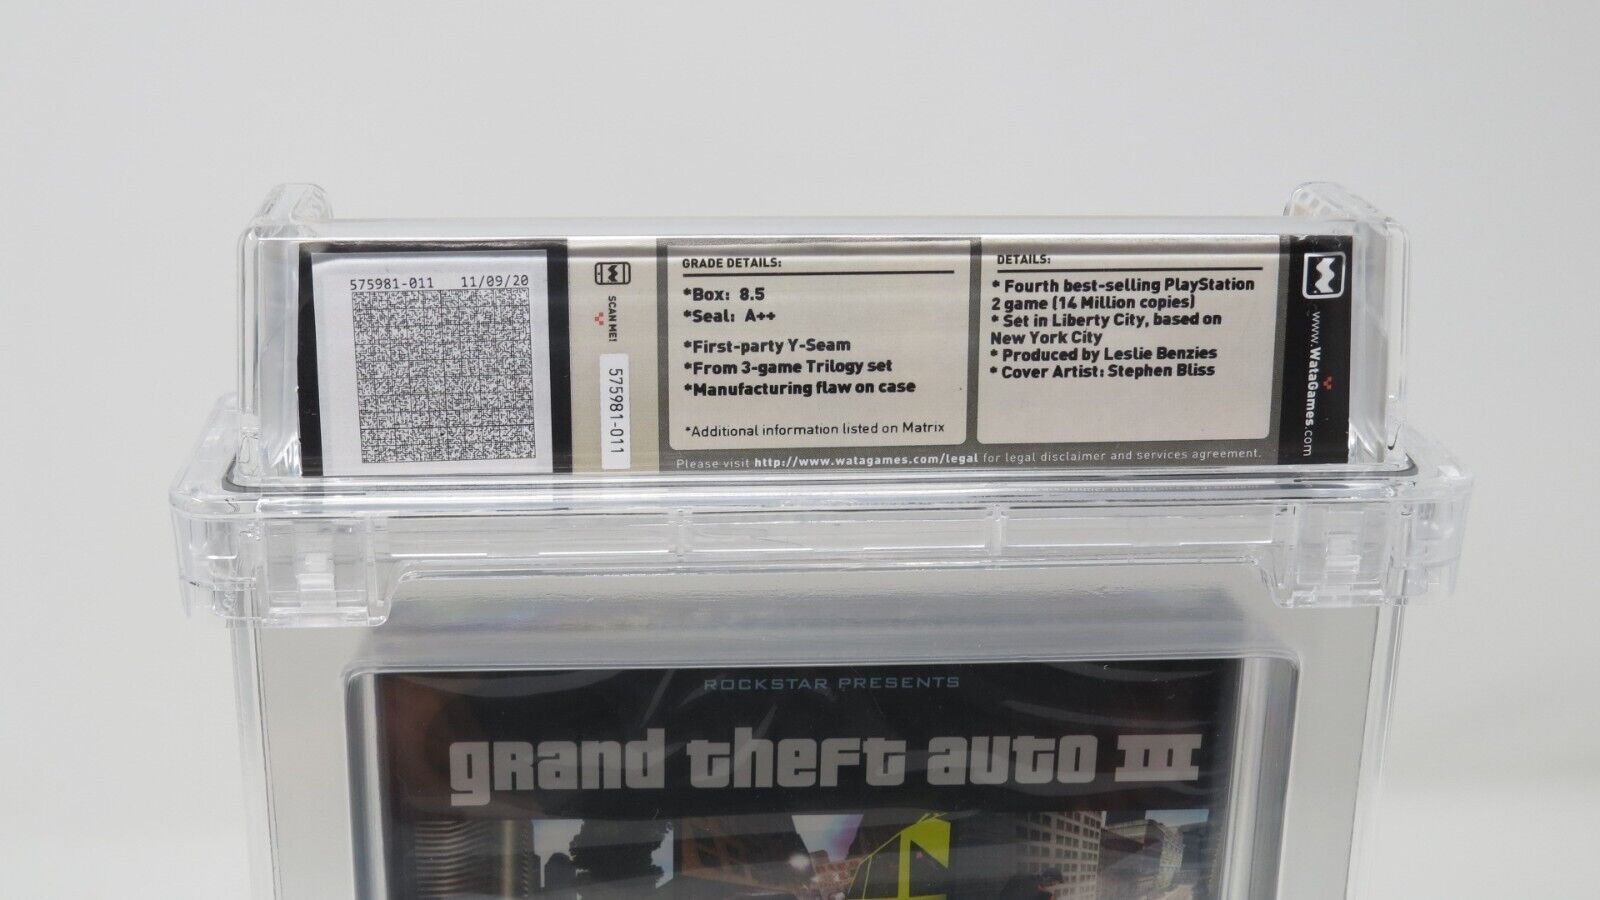 575981-011 11/09/20
SCAN ME!
575981-011
GRADE DETAILS:
*Box: 8.5
*Seal: A++
*First-party Y-Seam
*From 3-game Trilogy set
*Manufacturing flaw on case
*Additional information listed on Matrix
DETAILS:
* Fourth best-selling PlayStation
2 game (14 Million copies)
* Set in Liberty City, based on
New York City
* Produced by Leslie Benzies
* Cover Artist: Stephen Bliss
Please visit http://www.watagames.com/legal for legal disclaimer and services agreement.
W
www.WataGames.com
ROCKSTAR PRESENTS
grand theft auto III